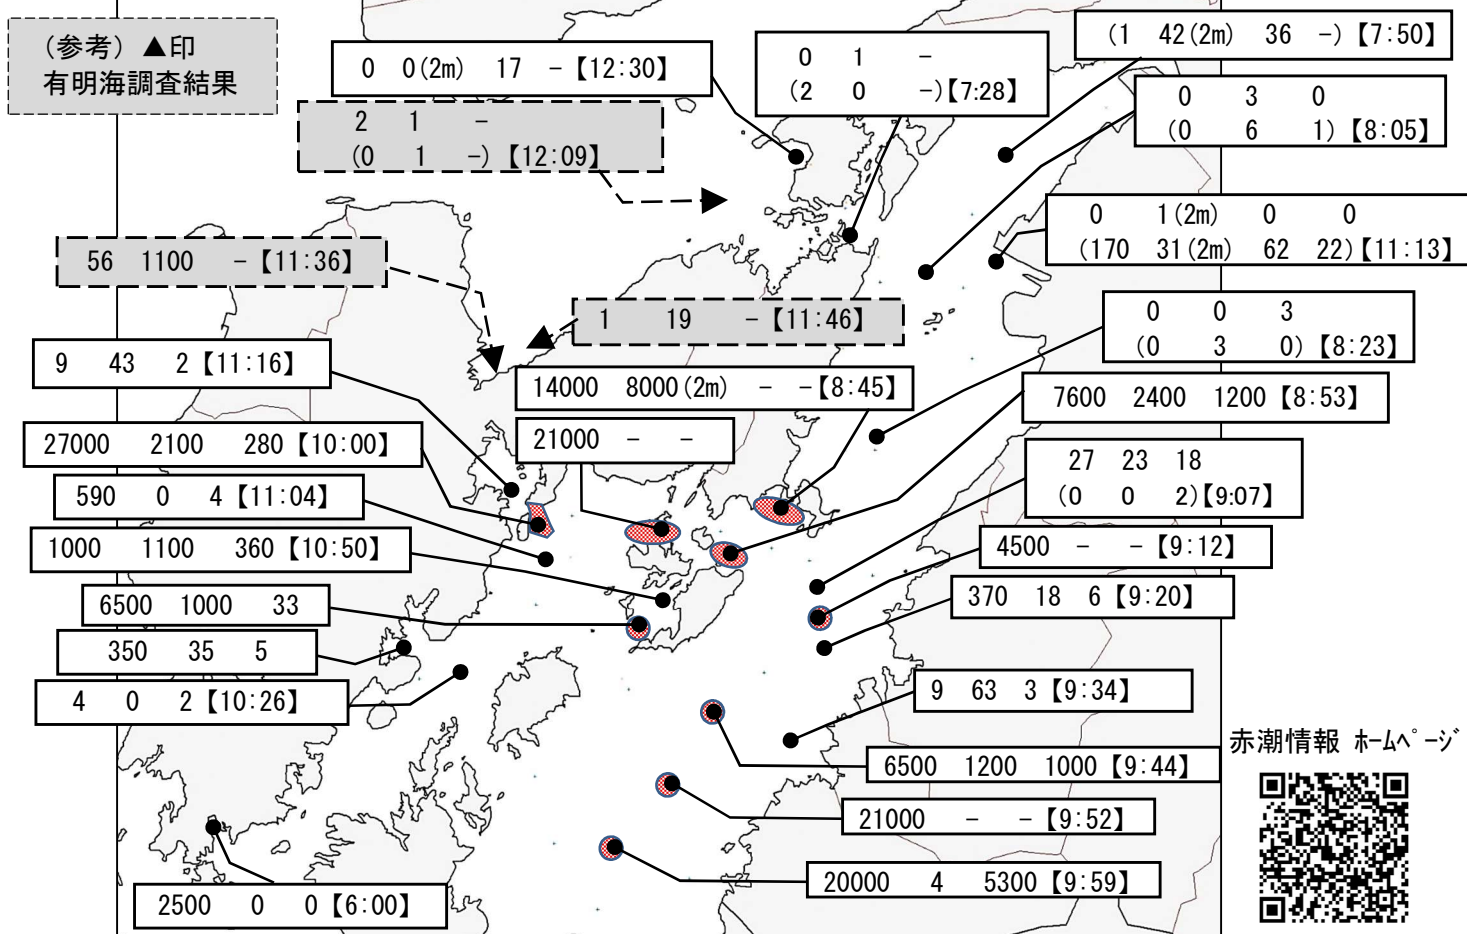 （参考）▲印
有明海調査結果
0 0(2m) 17 －【12:30】
0 1 －
(2 0 －)【7:28】
(1 42(2m) 36 －)【7:50】
0 3 0
(0 6 1)【8:05】
2 1 －
(0 1 －)【12:09】
0 1(2m) 0 0
(170 31(2m) 62 22)【11:13】
56 1100 －【11:36】
1 19 －【11:46】
0 0 3
(0 3 0)【8:23】
9 43 2【11:16】
14000 8000(2m) － －【8:45】
7600 2400 1200【8:53】
27000 2100 280【10:00】
21000 － －
27 23 18
(0 0 2)【9:07】
590 0 4【11:04】
1000 1100 360【10:50】
4500 － －【9:12】
6500 1000 33
370 18 6【9:20】
350 35 5
4 0 2【10:26】
9 63 3【9:34】
赤潮情報 ﾎｰﾑﾍﾟｰｼﾞ
6500 1200 1000【9:44】
21000 － －【9:52】
20000 4 5300【9:59】
2500 0 0【6:00】